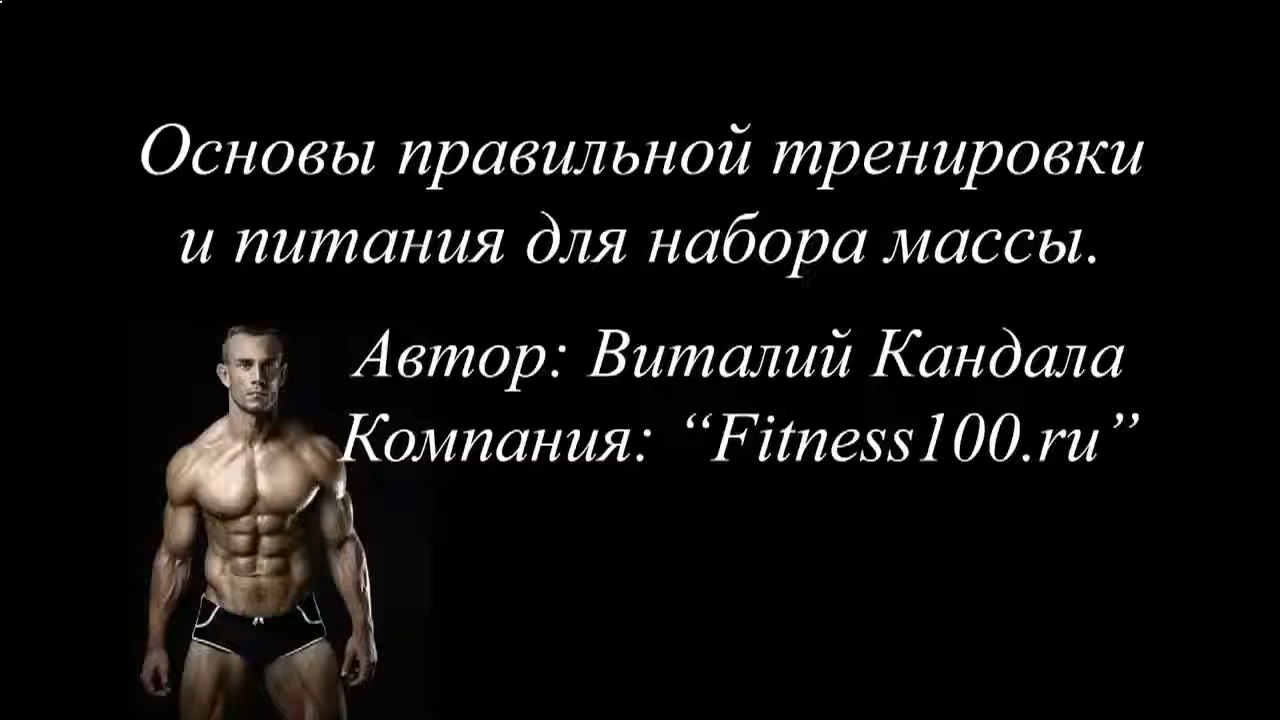 Основы правильной тренировки
и питания для набора массы.
Автор: Виталий Кандала
Компания: “Fitness100.ru”